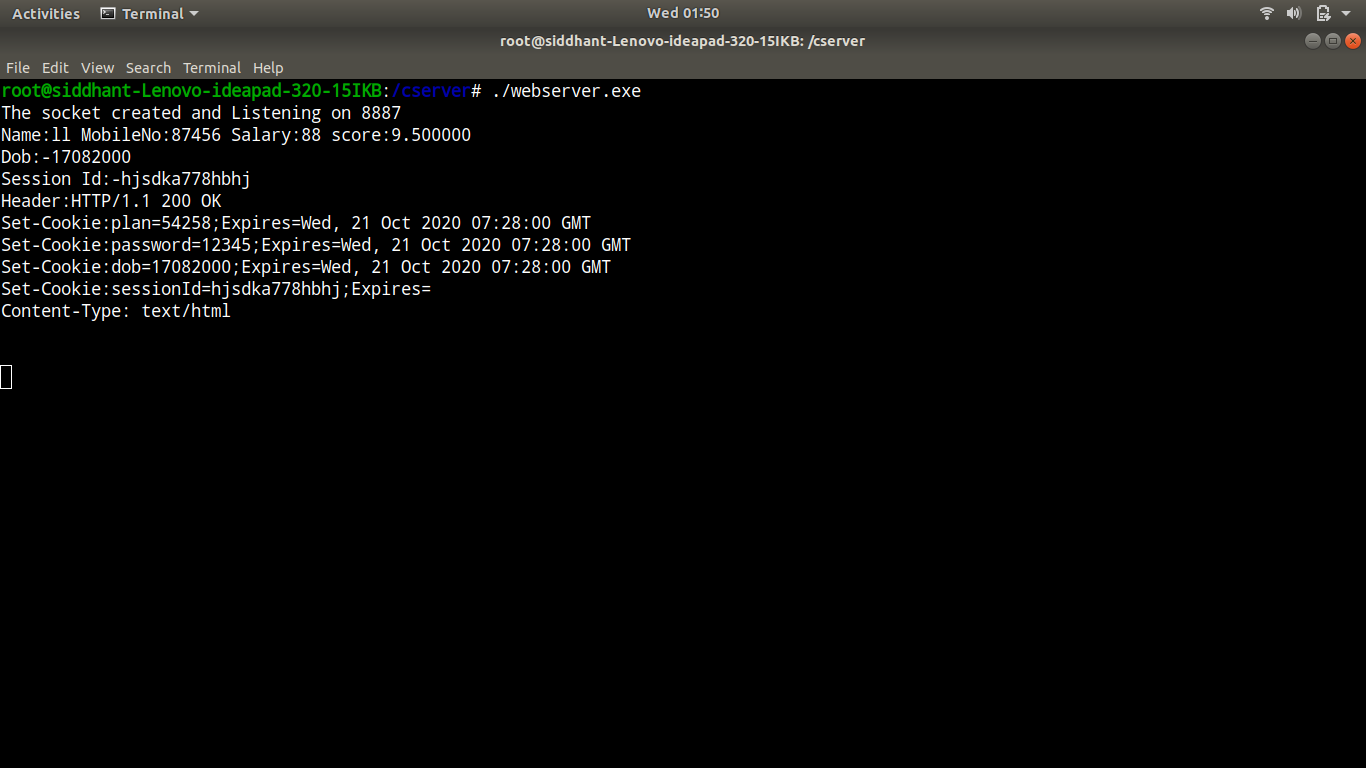 Activities Terminal Wed 01:50
root@siddhant-Lenovo-ideapad-320-15IKB: /cserver
File Edit View Search Terminal Help
root@siddhant-Lenovo-ideapad-320-15IKB:/cserver# ./webserver.exe
The socket created and Listening on 8887
Name:ll MobileNo:87456 Salary:88 score:9.500000
Dob:-17082000
Session Id:-hjsdka778hbhj
Header:HTTP/1.1 200 OK
Set-Cookie:plan=54258;Expires=Wed, 21 Oct 2020 07:28:00 GMT
Set-Cookie:password=12345;Expires=Wed, 21 Oct 2020 07:28:00 GMT
Set-Cookie:dob=17082000;Expires=Wed, 21 Oct 2020 07:28:00 GMT
Set-Cookie:sessionId=hjsdka778hbhj;Expires=
Content-Type: text/html